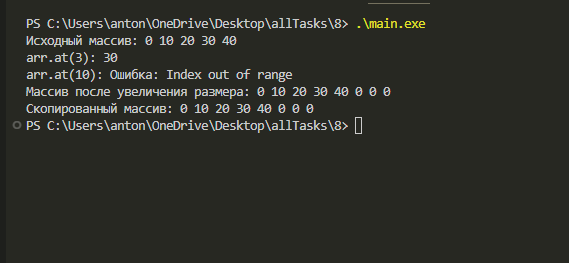 PS C:\Users\anton\OneDrive\Desktop\allTasks\8> .\main.exe
Исходный массив: 0 10 20 30 40
arr.at(3): 30
arr.at(10): Ошибка: Index out of range
Массив после увеличения размера: 0 10 20 30 40 0 0 0
Скопированный массив: 0 10 20 30 40 0 0 0
PS C:\Users\anton\OneDrive\Desktop\allTasks\8>